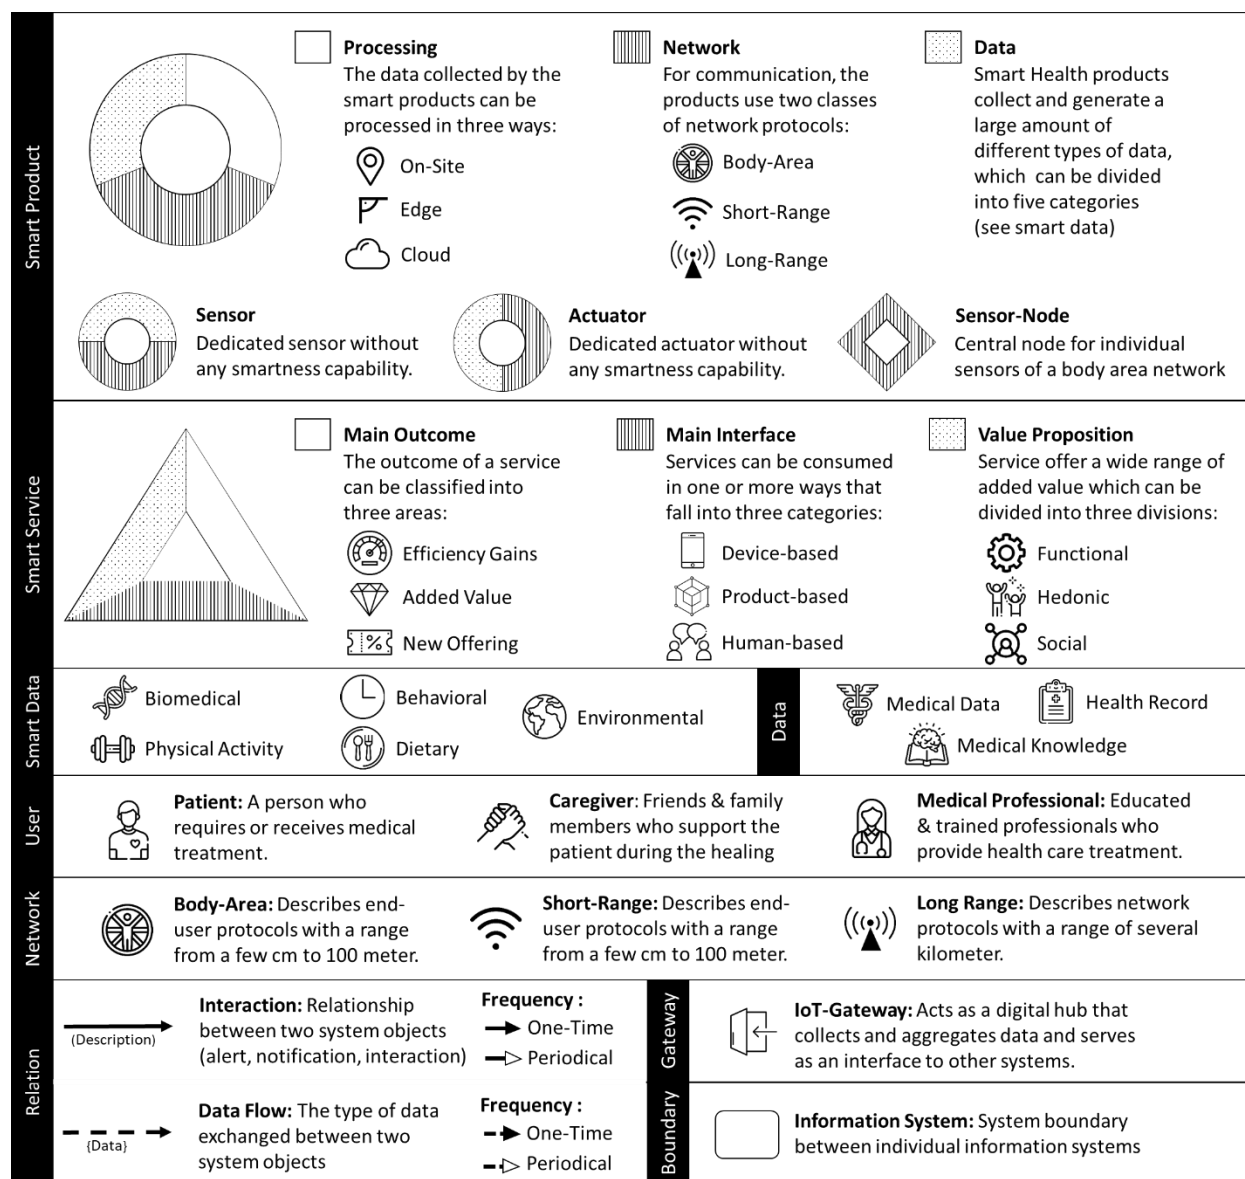 Smart Product
Processing
The data collected by the
smart products can be
processed in three ways:
On-Site
Edge
Cloud
Network
For communication, the
products use two classes
of network protocols:
Body-Area
Short-Range
Long-Range
Data
Smart Health products
collect and generate a
large amount of
different types of data,
which can be divided
into five categories
(see smart data)
Sensor
Dedicated sensor without
any smartness capability.
Actuator
Dedicated actuator without
any smartness capability.
Sensor-Node
Central node for individual
sensors of a body area network
Smart Service
Main Outcome
The outcome of a service
can be classified into
three areas:
Efficiency Gains
Added Value
New Offering
Main Interface
Services can be consumed
in one or more ways that
fall into three categories:
Device-based
Product-based
Human-based
Value Proposition
Service offer a wide range of
added value which can be
divided into three divisions:
Functional
Hedonic
Social
Smart Data
Biomedical
Physical Activity
Behavioral
Dietary
Environmental
Data
Medical Data
Health Record
Medical Knowledge
User
Patient: A person who
requires or receives medical
treatment.
Caregiver: Friends & family
members who support the
patient during the healing
Medical Professional: Educated
& trained professionals who
provide health care treatment.
Network
Body-Area: Describes end-
user protocols with a range
from a few cm to 100 meter.
Short-Range: Describes end-
user protocols with a range
from a few cm to 100 meter.
Long Range: Describes network
protocols with a range of several
kilometer.
Relation
(Description)
Interaction: Relationship
between two system objects
(alert, notification, interaction)
Frequency :
One-Time
Periodical
{Data}
Data Flow: The type of data
exchanged between two
system objects
Frequency :
One-Time
Periodical
Gateway
IoT-Gateway: Acts as a digital hub that
collects and aggregates data and serves
as an interface to other systems.
Boundary
Information System: System boundary
between individual information systems